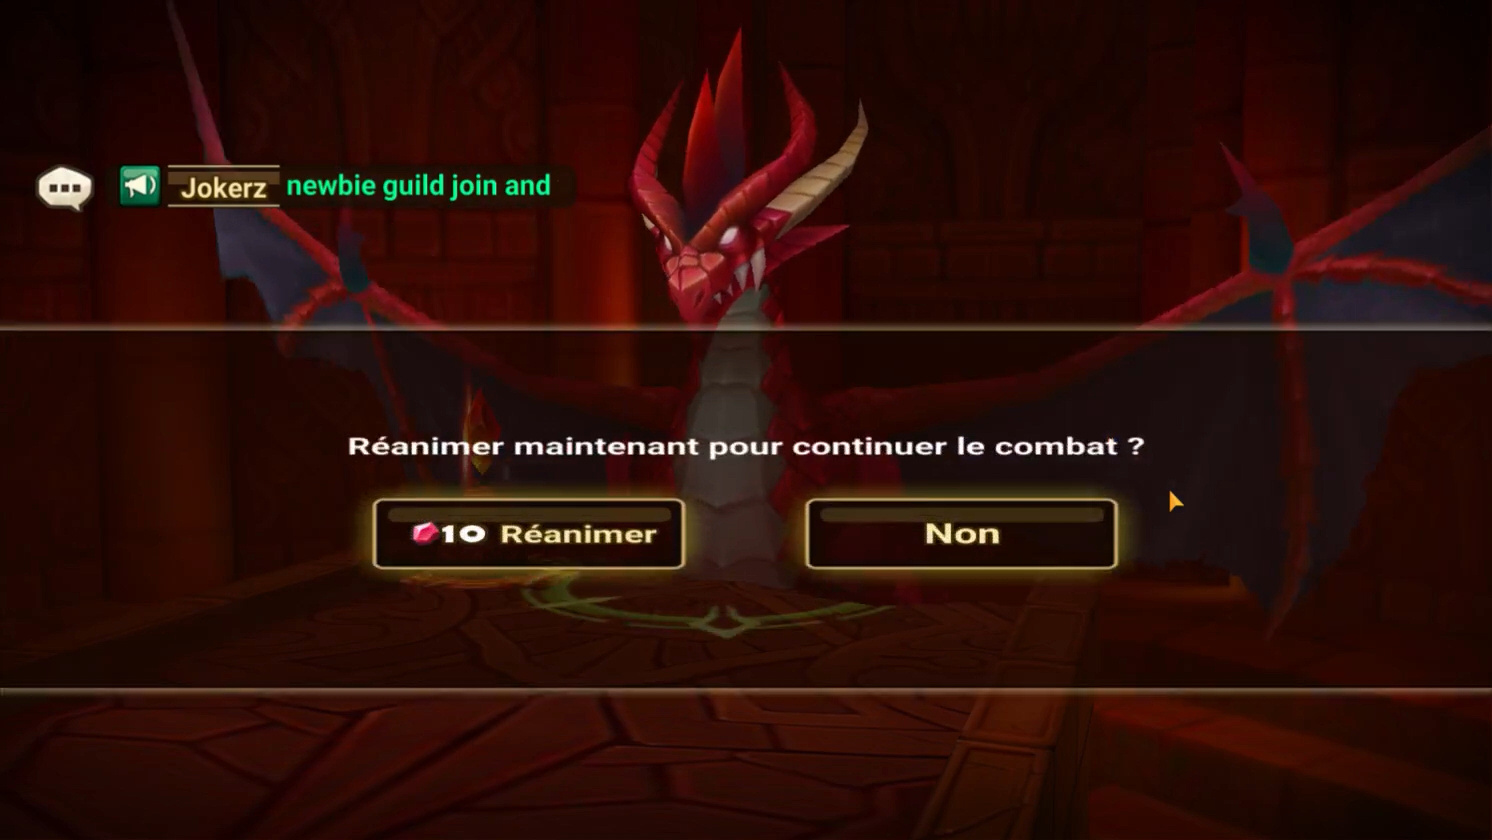 Jokerz newbie guild join and
Réanimer maintenant pour continuer le combat ?
10 Réanimer
Non